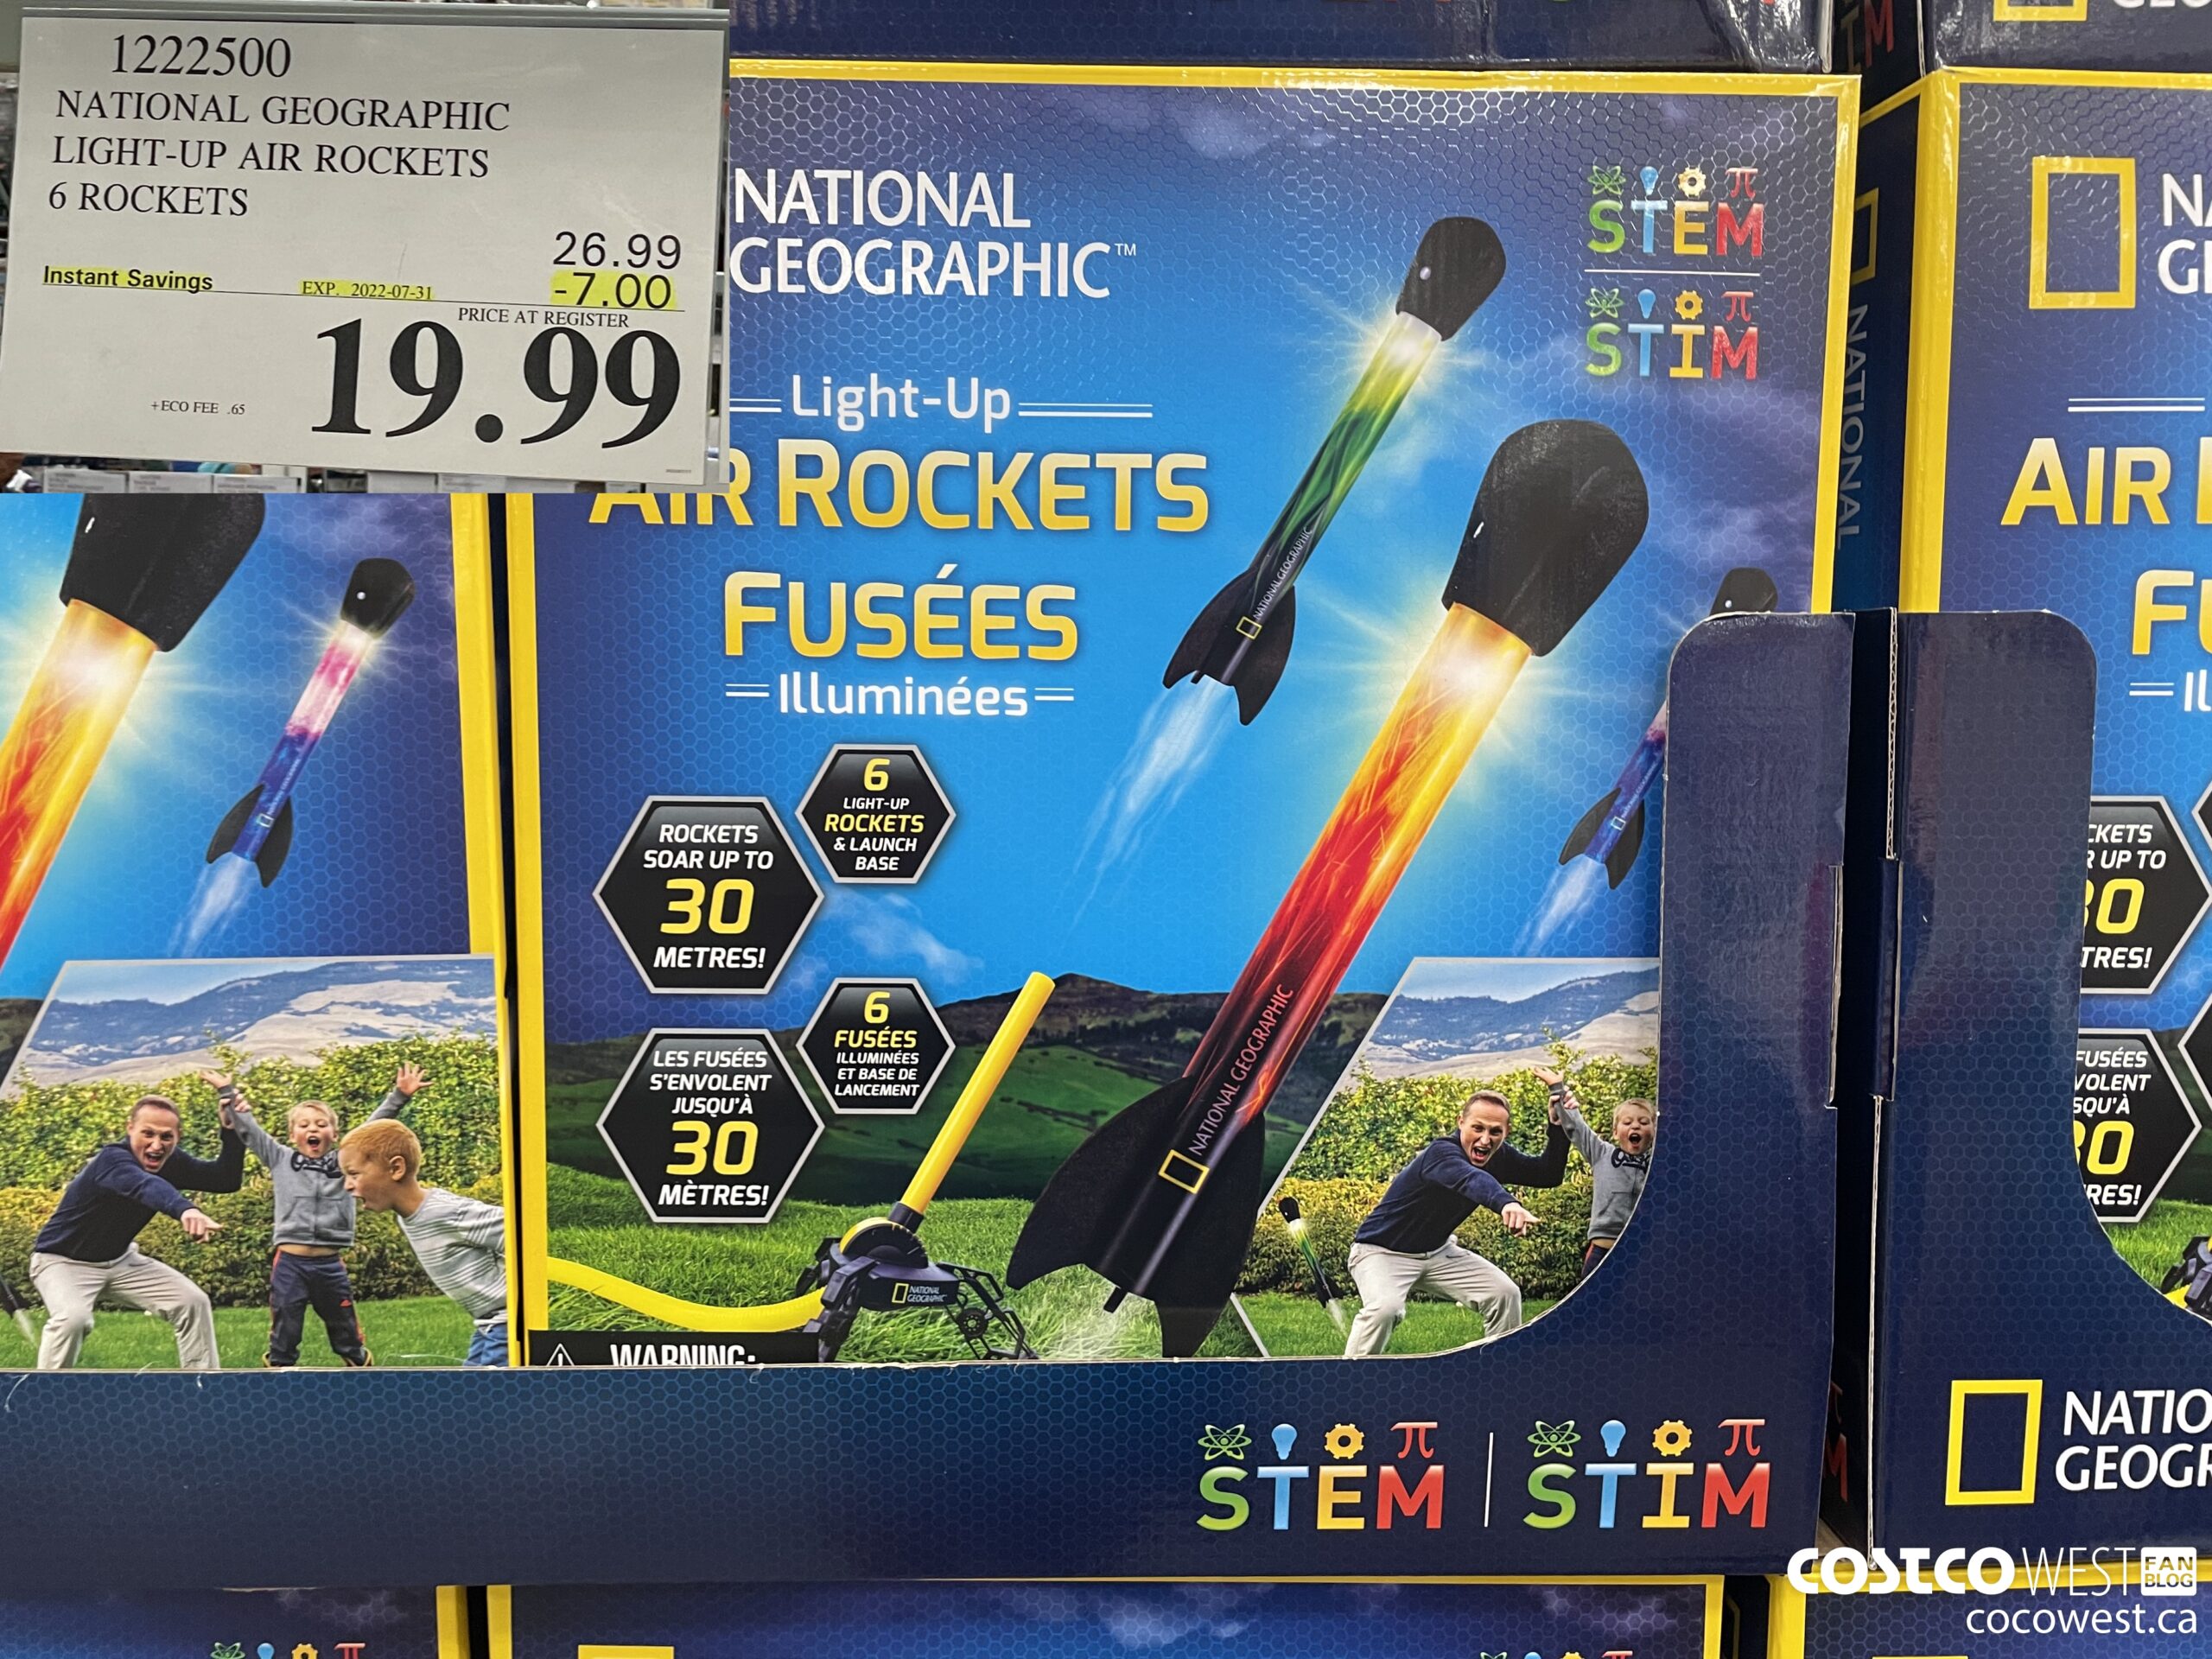 1222500
NATIONAL GEOGRAPHIC
LIGHT-UP AIR ROCKETS
6 ROCKETS
26.99
Instant Savings EXP. 2022-07-31 -7.00
PRICE AT REGISTER
19.99
+ECO FEE .65
NATIONAL
GEOGRAPHIC™
STEM
STIM
Light-Up
AIR ROCKETS
FUSÉES
Illuminées
6
LIGHT-UP
ROCKETS
& LAUNCH
BASE
ROCKETS
SOAR UP TO
30
METRES!
6
FUSÉES
ILLUMINÉES
ET BASE DE
LANCEMENT
LES FUSÉES
S'ENVOLENT
JUSQU'À
30
MÈTRES!
NATIONAL GEOGRAPHIC
NATIONAL GEOGRAPHIC
NATIONAL
GEOGRAPHIC
WARNING:
NATIONAL
AIR
STEM | STIM
COSTCO WEST FAN BLOG
cocowest.ca